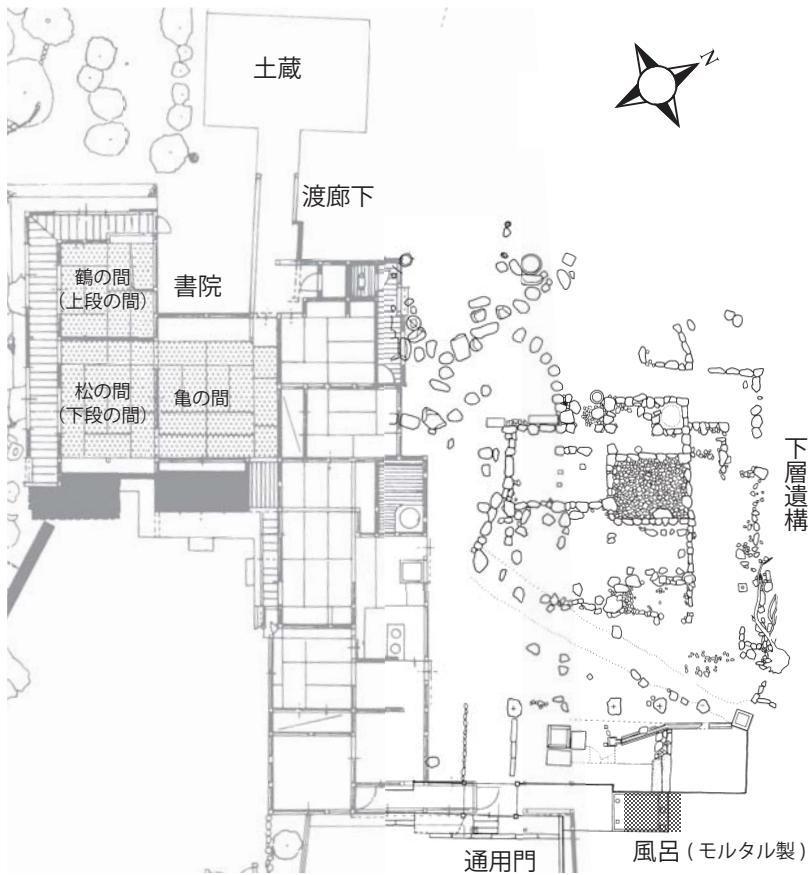 土蔵
N
渡廊下
書院
鶴の間
(上段の間)
松の間
(下段の間)
亀の間
下層遺構
通用門
風呂 ( モルタル製 )